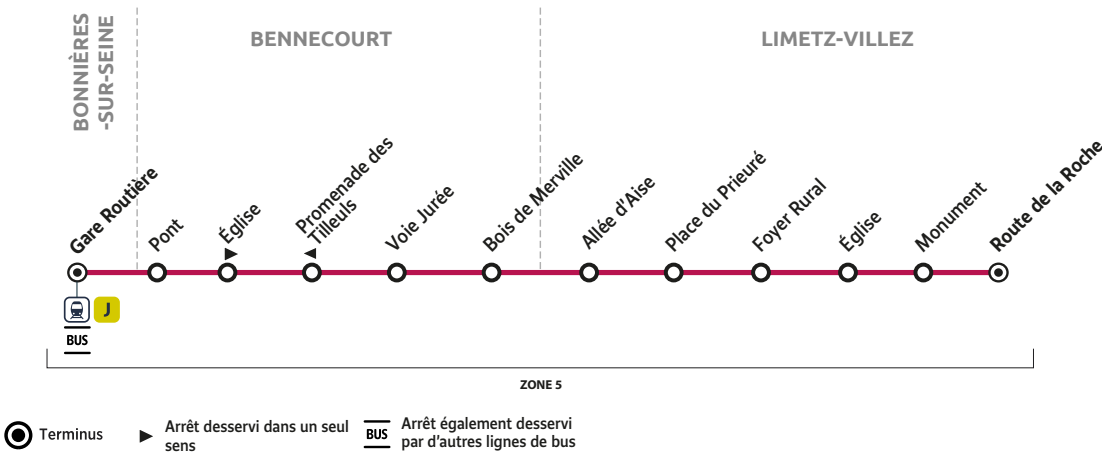 BONNIÈRES
-SUR-SEINE
BENNECOURT
LIMETZ-VILLEZ
Gare Routière
Pont
Église
Promenade des
Tilleuls
Voie Jurée
Bois de Merville
Allée d'Aise
Place du Prieuré
Foyer Rural
Église
Monument
Route de la Roche
J
BUS
ZONE 5
Terminus
Arrêt desservi dans un seul
sens
BUS
Arrêt également desservi
par d'autres lignes de bus